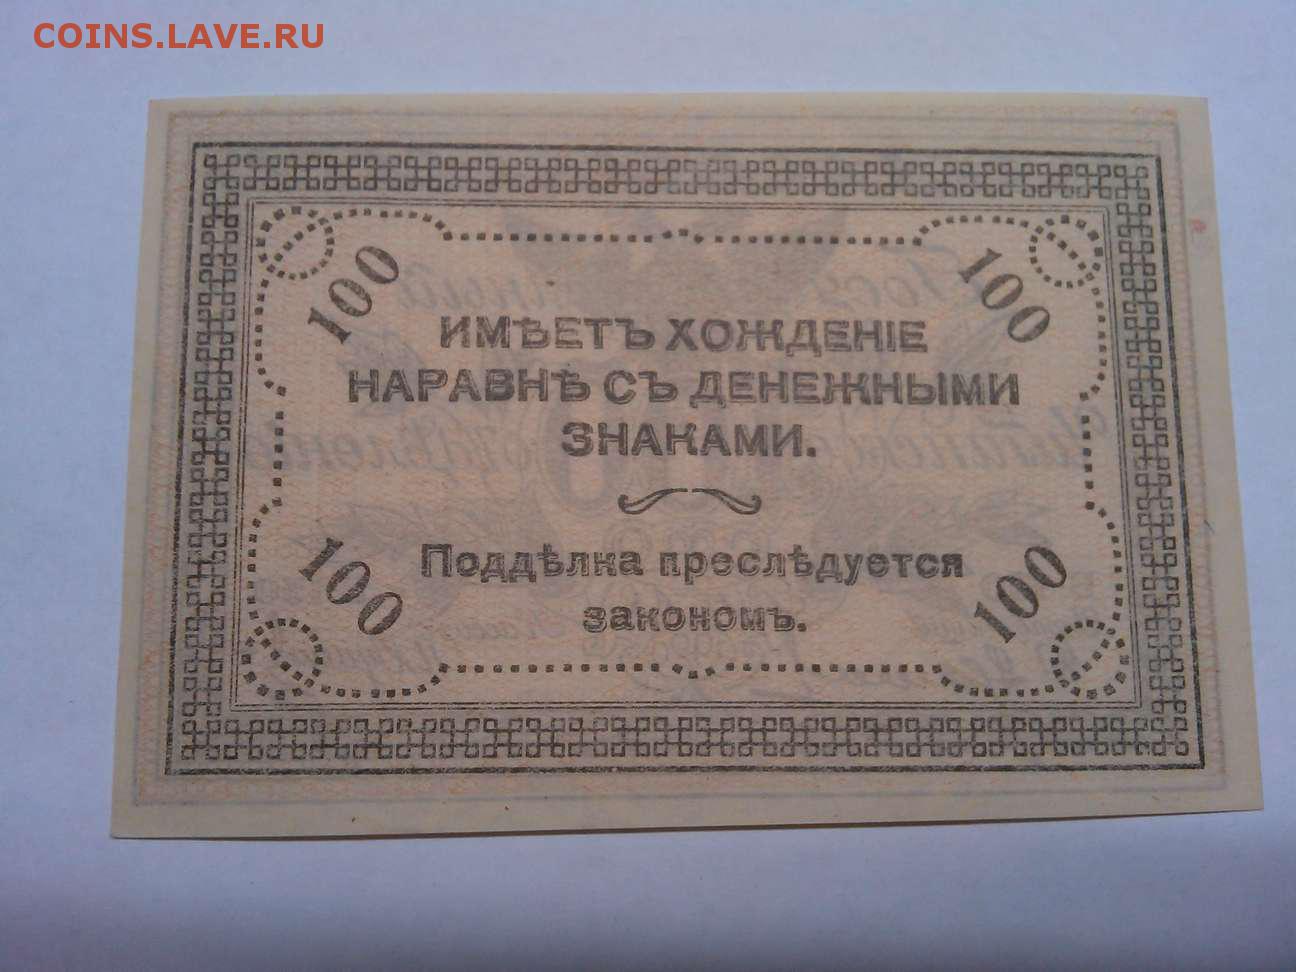 COINS.LAVE.RU
100 100
ИМѢЕТЪ ХОЖДЕНІЕ
НАРАВНѢ СЪ ДЕНЕЖНЫМИ
ЗНАКАМИ.
Поддѣлка преслѣдуется
закономъ.
100 100